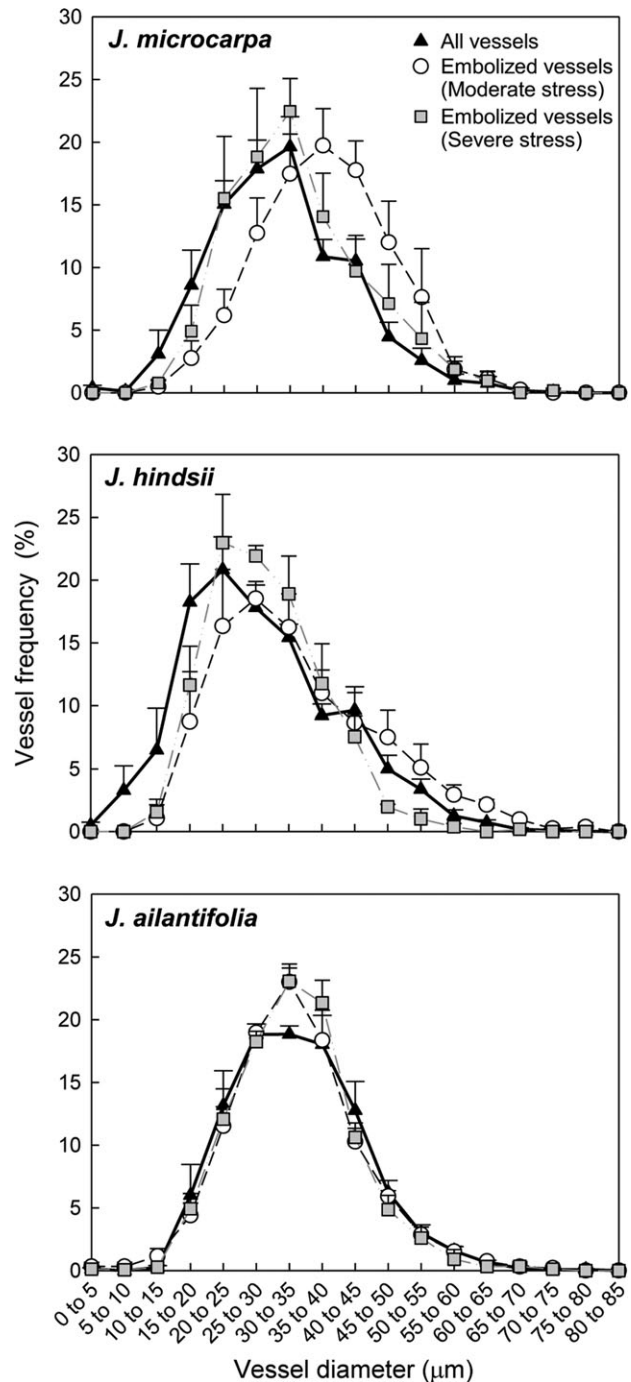 J. microcarpa
All vessels
Embolized vessels
(Moderate stress)
Embolized vessels
(Severe stress)
30
25
20
15
10
5
0
J. hindsii
30
25
20
15
10
5
0
Vessel frequency (%)
J. ailantifolia
30
25
20
15
10
5
0
0 to 5
5 to 10
10 to 15
15 to 20
20 to 25
25 to 30
30 to 35
35 to 40
40 to 45
45 to 50
50 to 55
55 to 60
60 to 65
65 to 70
70 to 75
75 to 80
80 to 85
Vessel diameter (μm)